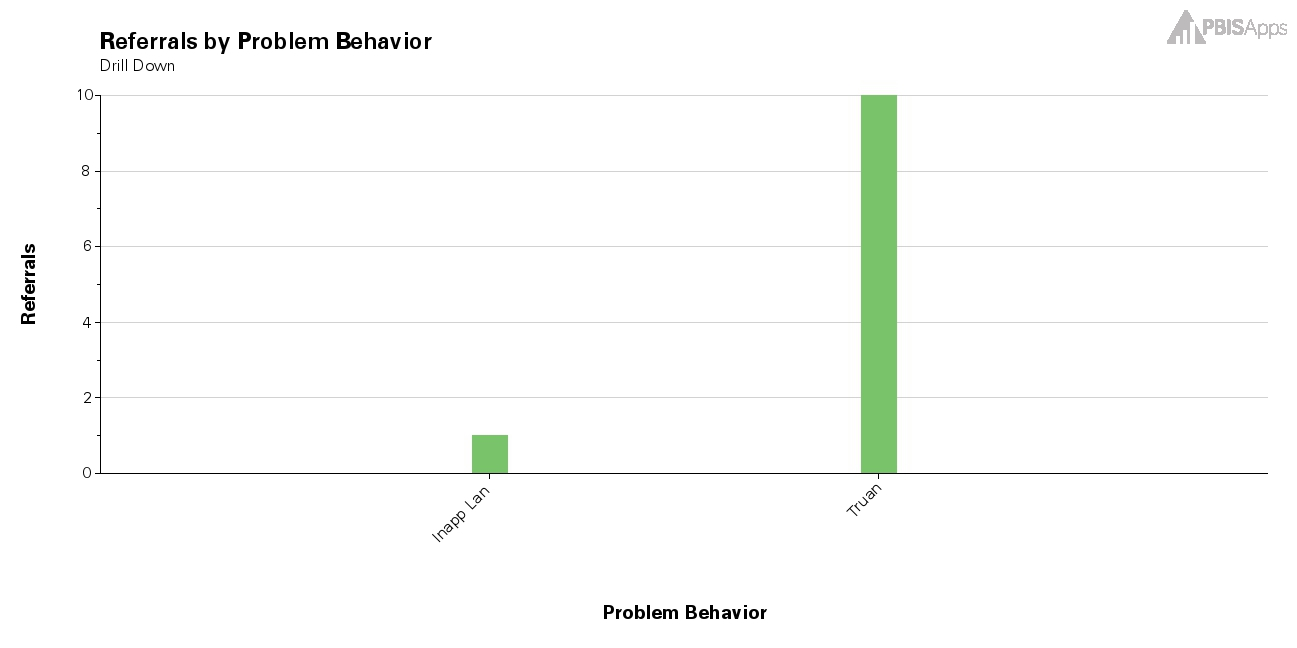 PBISApps
Referrals by Problem Behavior
Drill Down
10
8
6
4
2
0
Referrals
Inapp Lan
Truan
Problem Behavior